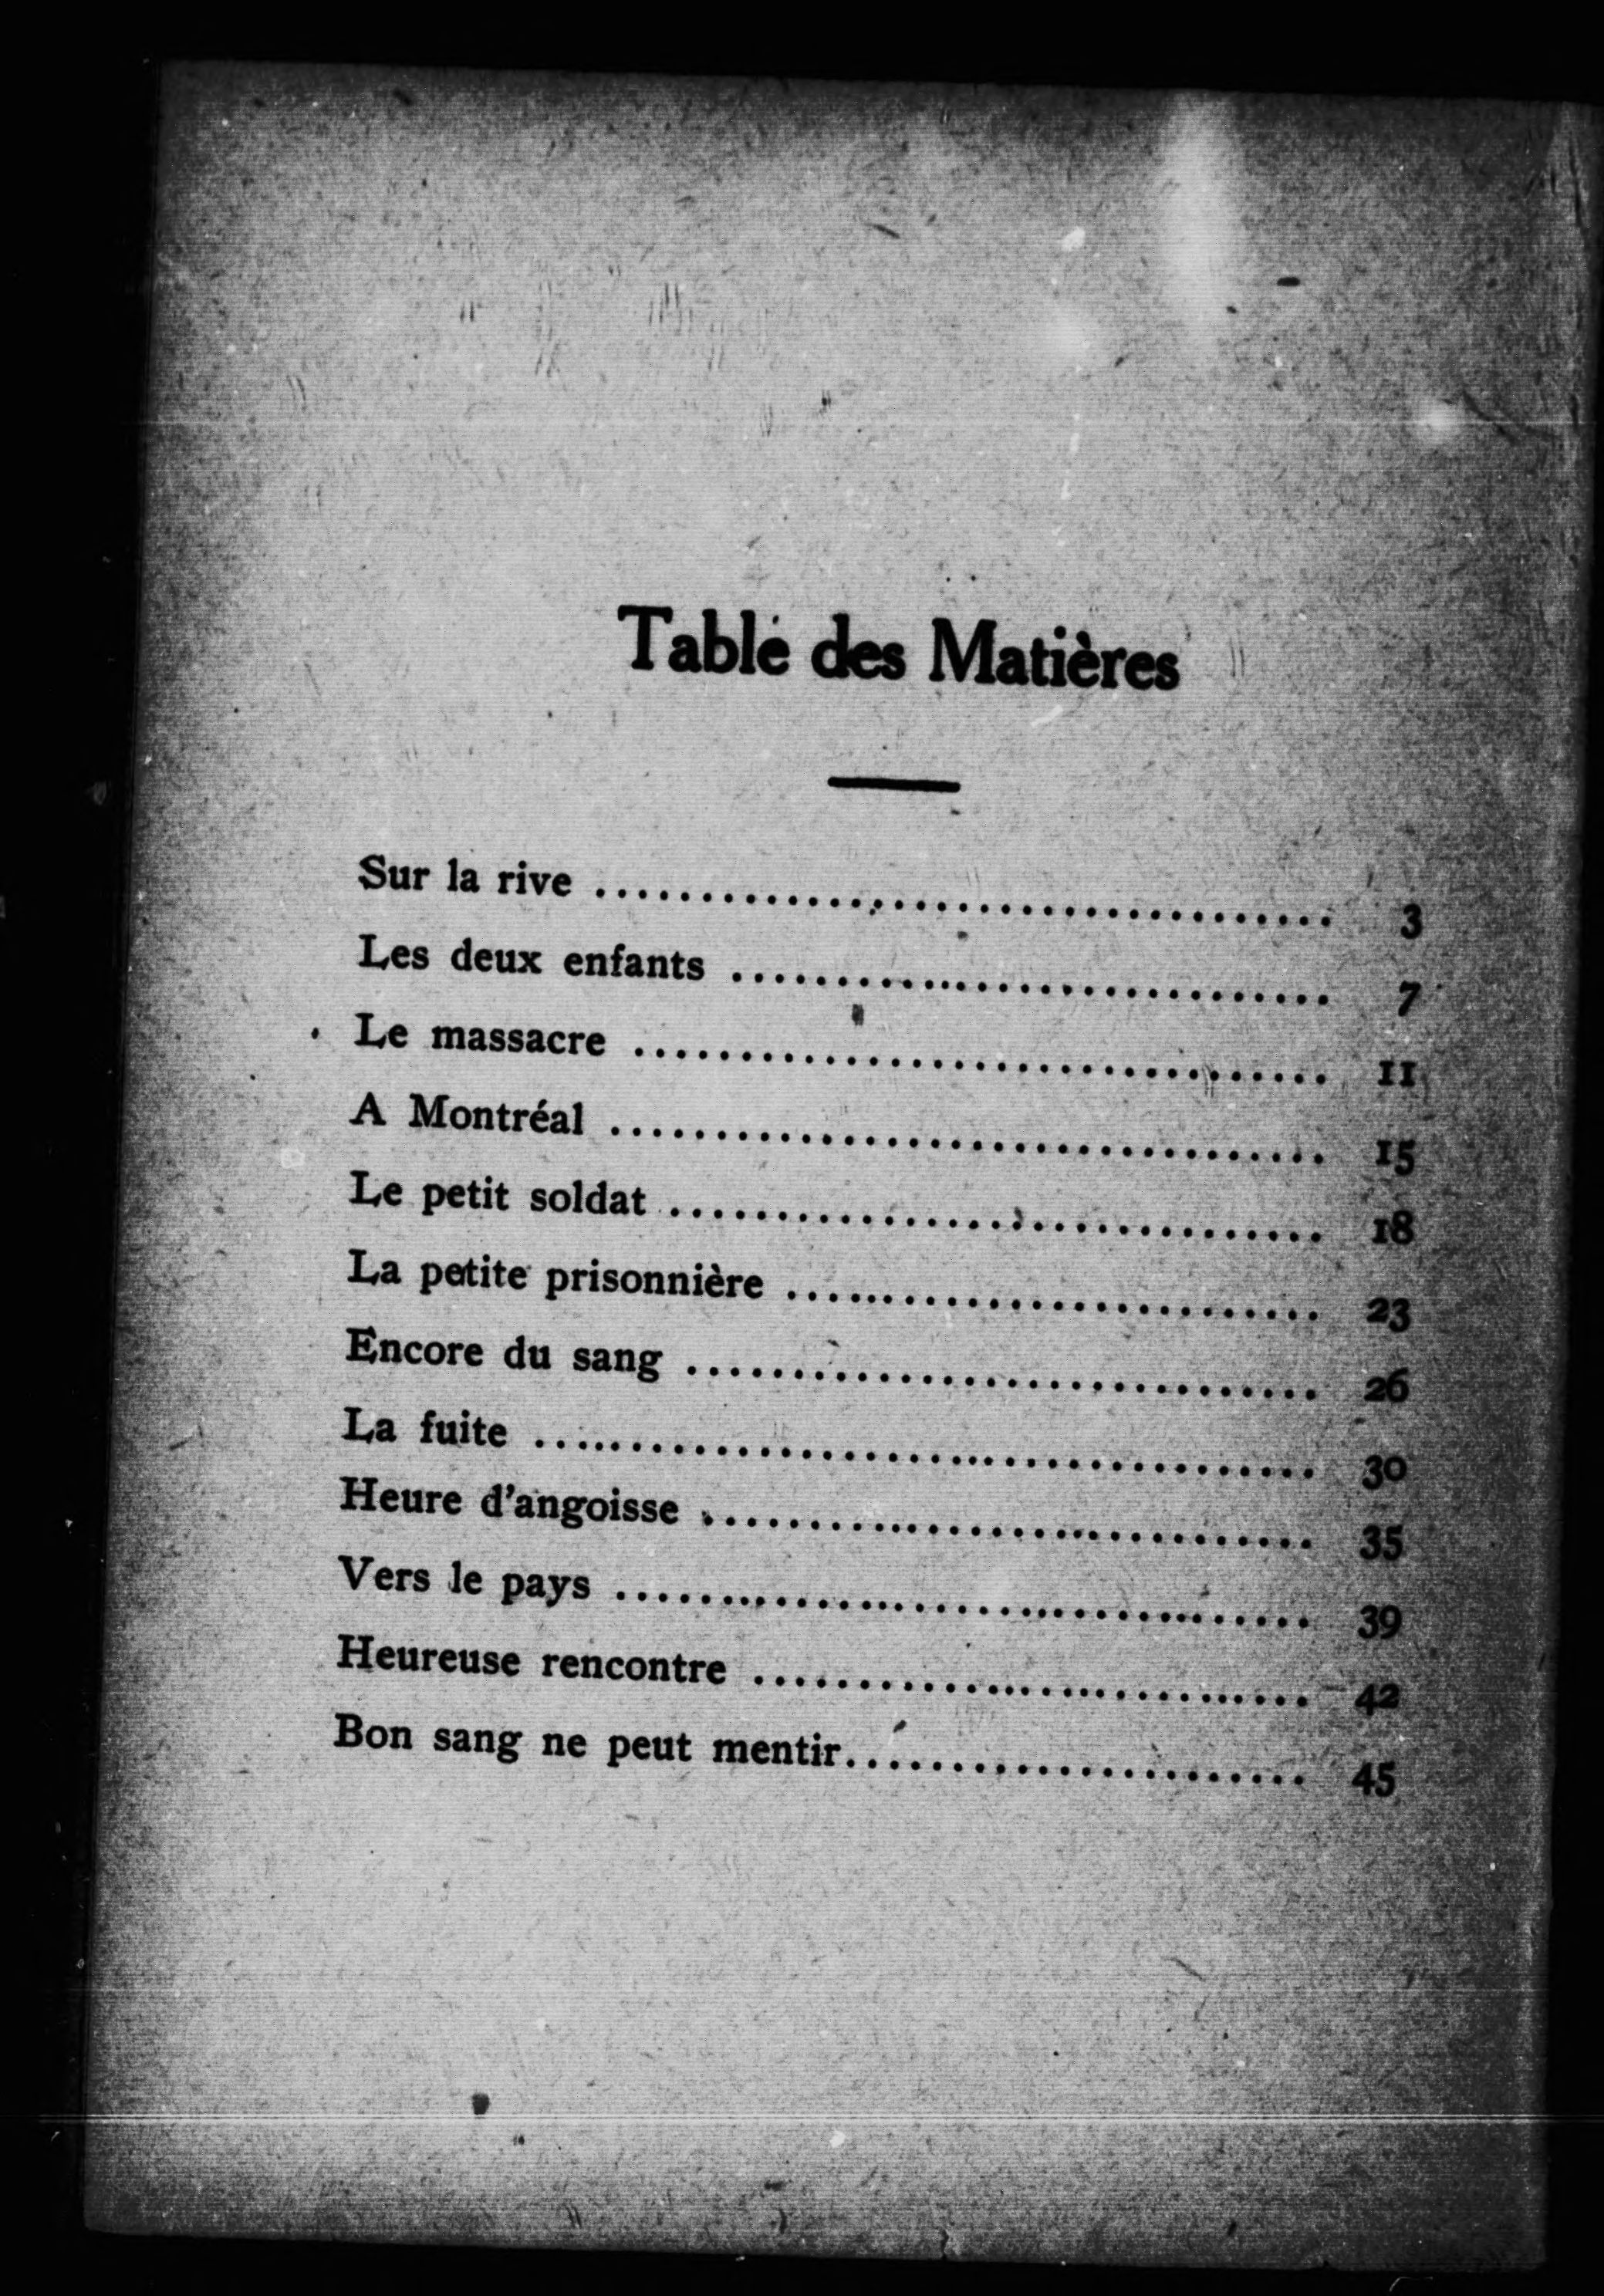 Table des Matières
Sur la rive ................................... 3
Les deux enfants ............................. 7
Le massacre ................................. 11
A Montréal .................................. 15
Le petit soldat ............................... 18
La petite prisonnière .......................... 23
Encore du sang .............................. 26
La fuite ...................................... 30
Heure d'angoisse .............................. 35
Vers le pays .................................. 39
Heureuse rencontre ............................ 42
Bon sang ne peut mentir...................... 45